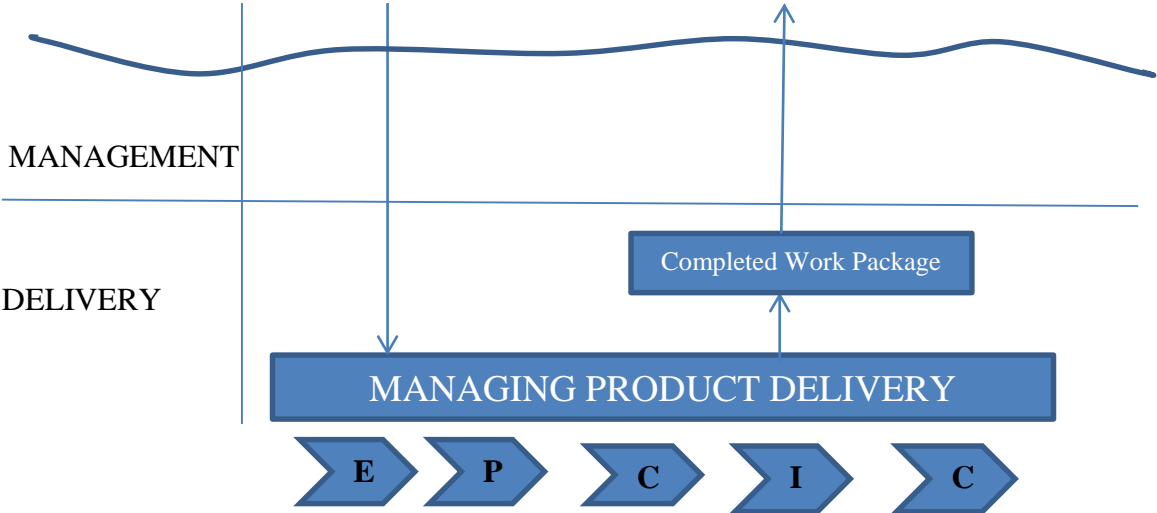 MANAGEMENT
Completed Work Package
DELIVERY
MANAGING PRODUCT DELIVERY
E P C I C